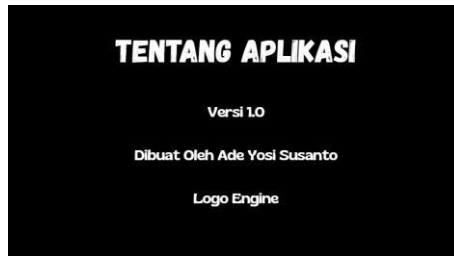 TENTANG APLIKASI
Versi 1.0
Dibuat Oleh Ade Yosi Susanto
Logo Engine